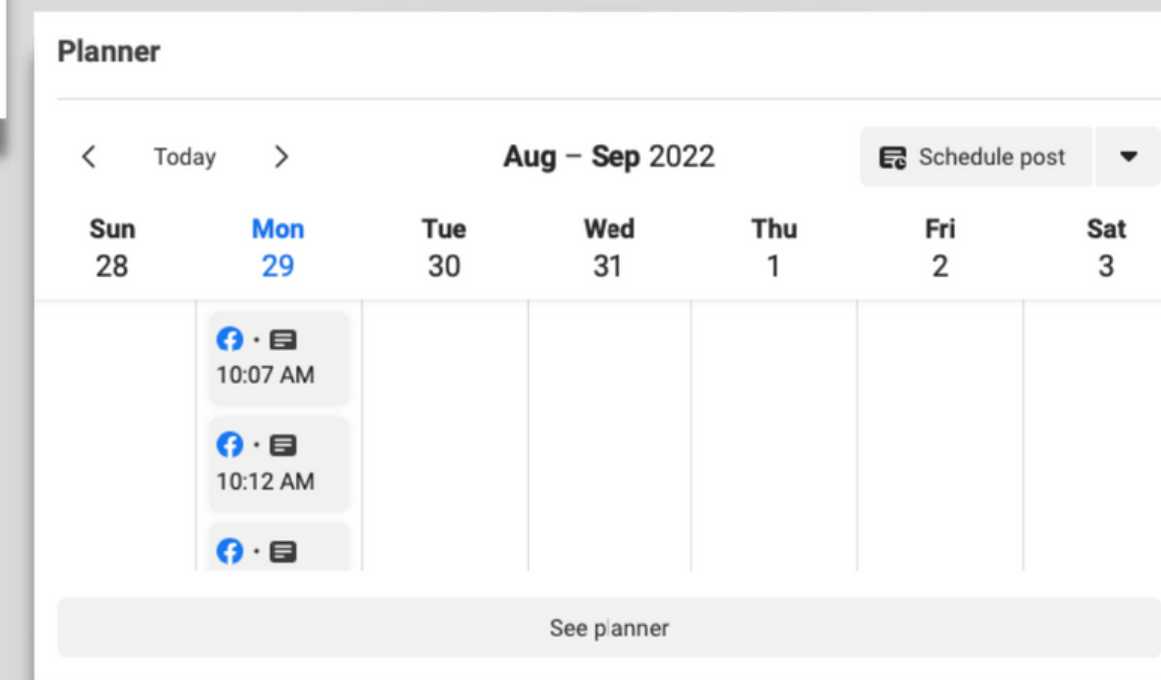 Planner
Today Aug – Sep 2022 Schedule post
Sun Mon Tue Wed Thu Fri Sat
28 29 30 31 1 2 3
10:07 AM
10:12 AM
See planner